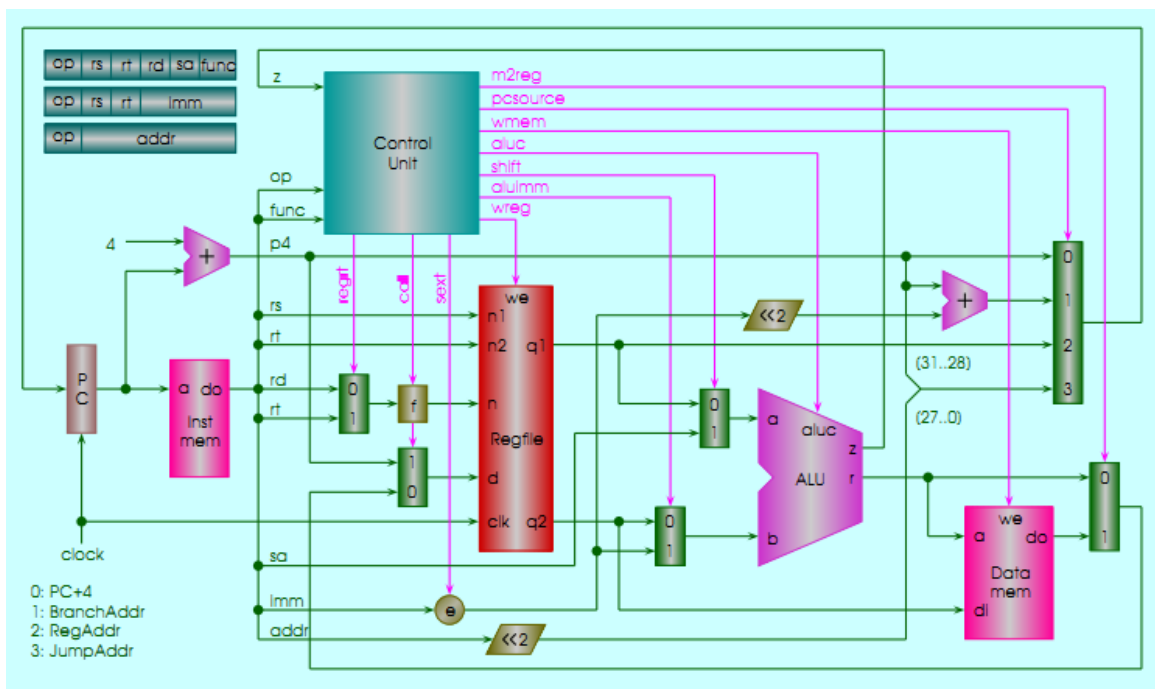 op rs rt rd sa func
op rs rt imm
op addr
z
Control
Unit
m2reg
pcsource
wmem
aluc
shift
aluimm
wreg
op
func
4
+
p4
regrt
call
sext
0
1
2
3
+
<<2
rs
rt
rd
rt
we
n1
n2 q1
n
Regfile
d
clk q2
P
C
a do
Inst
mem
0
1
f
1
0
0
1
a aluc
z
ALU
r
b
(31..28)
(27..0)
0
1
0
1
we
a do
Data
mem
di
clock
sa
imm
e
addr
<<2
0: PC+4
1: BranchAddr
2: RegAddr
3: JumpAddr